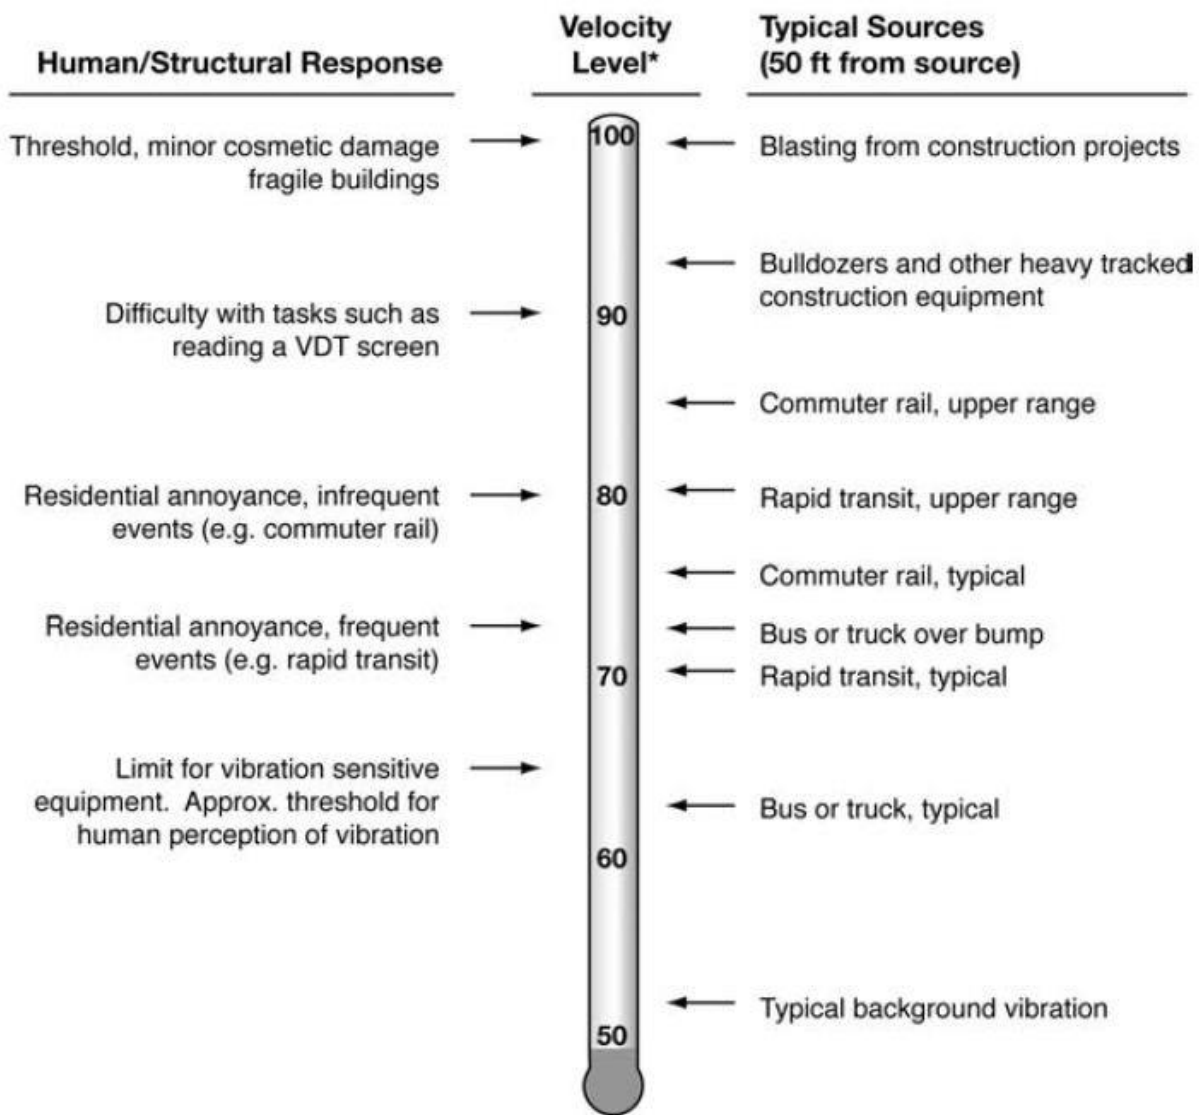 Human/Structural Response
Velocity
Level*
Typical Sources
(50 ft from source)
Threshold, minor cosmetic damage
fragile buildings
100
Blasting from construction projects
Bulldozers and other heavy tracked
construction equipment
Difficulty with tasks such as
reading a VDT screen
90
Commuter rail, upper range
Residential annoyance, infrequent
events (e.g. commuter rail)
80
Rapid transit, upper range
Commuter rail, typical
Residential annoyance, frequent
events (e.g. rapid transit)
Bus or truck over bump
70
Rapid transit, typical
Limit for vibration sensitive
equipment. Approx. threshold for
human perception of vibration
Bus or truck, typical
60
Typical background vibration
50